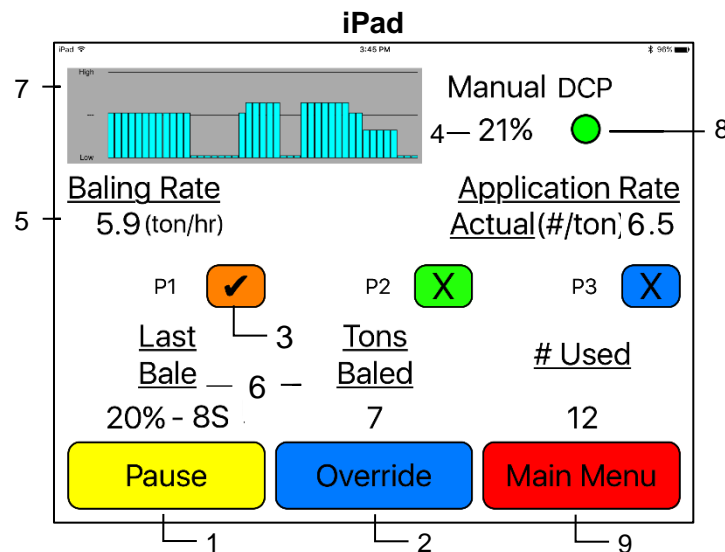 iPad
iPad 3:45 PM 96%
High
7
Manual DCP
—
4 21% 8
Low
Baling Rate Application Rate
5 5.9 (ton/hr) Actual (#/ton) 6.5
P1 ✔ P2 X P3 X
3
Last Tons
# Used
Bale 6 Baled
20% - 8S 7 12
Pause Override Main Menu
1 2 9